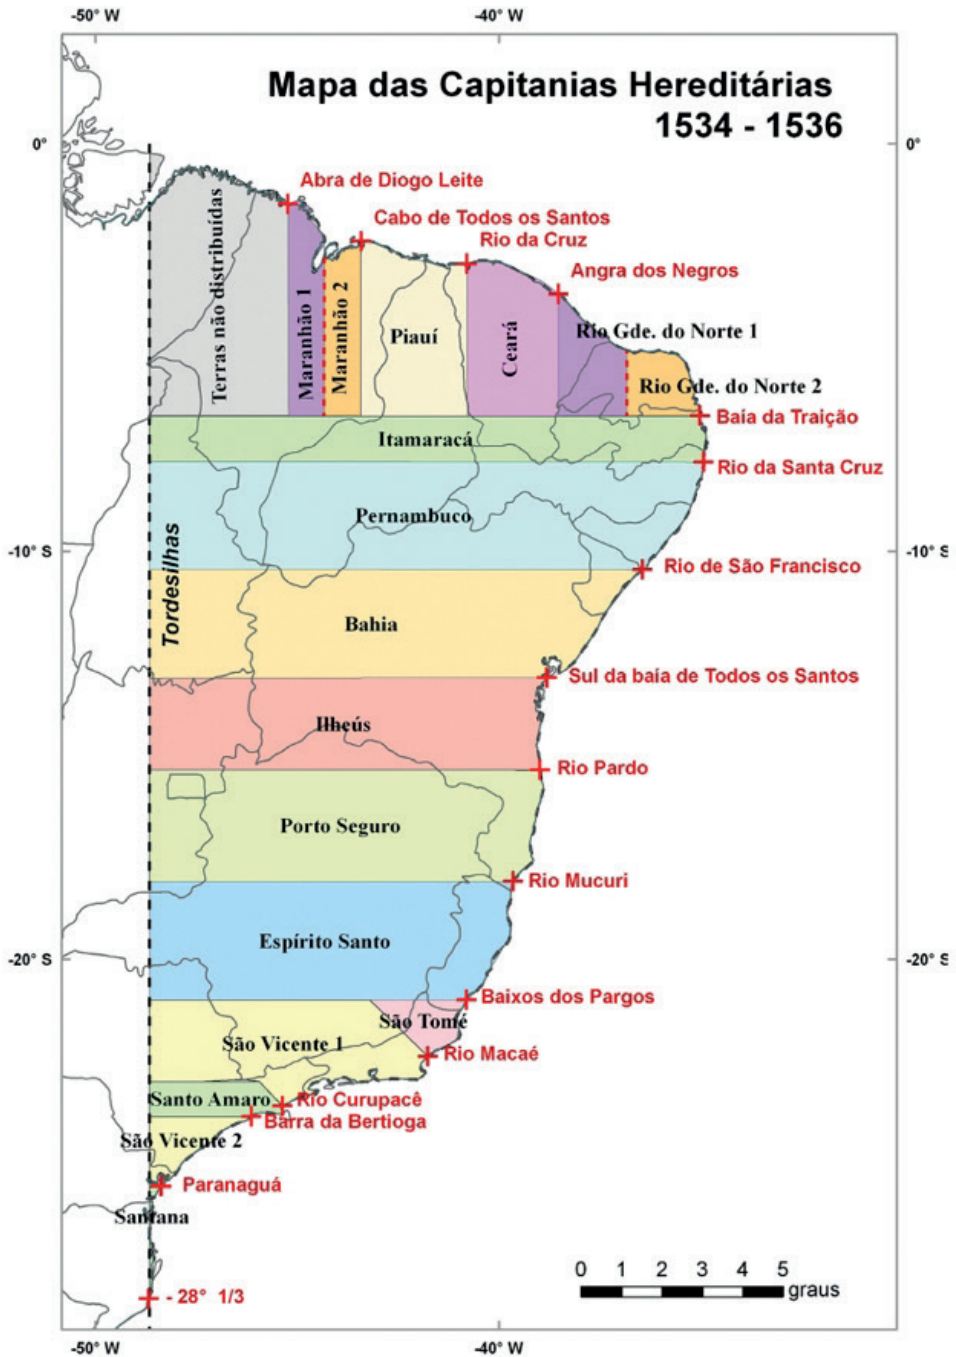 -50° W
-40° W
Mapa das Capitanias Hereditárias
1534 - 1536
0°
0°
Abra de Diogo Leite
Cabo de Todos os Santos
Rio da Cruz
Angra dos Negros
Terras não distribuídas
Maranhão 1
Maranhão 2
Piauí
Ceará
Rio Gde. do Norte 1
Rio Gde. do Norte 2
Baía da Traição
Itamaracá
Rio da Santa Cruz
Pernambuco
-10° S
-10° S
Tordesilhas
Rio de São Francisco
Bahia
Sul da baía de Todos os Santos
Ilheús
Rio Pardo
Porto Seguro
Rio Mucuri
Espírito Santo
-20° S
-20° S
Baixos dos Pargos
São Tomé
São Vicente 1
Rio Macaé
Santo Amaro
Rio Curupacê
Barra da Bertioga
São Vicente 2
Paranaguá
Santana
- 28° 1/3
0 1 2 3 4 5
graus
-50° W
-40° W